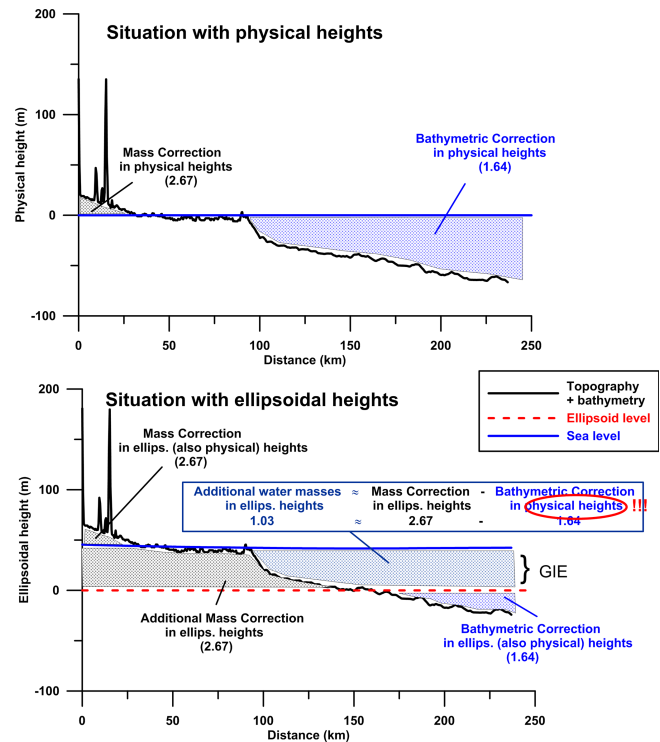 Situation with physical heights
200
100
0
-100
Physical height (m)
Mass Correction
in physical heights
(2.67)
Bathymetric Correction
in physical heights
(1.64)
0 50 100 150 200 250
Distance (km)
Topography
+ bathymetry
Ellipsoid level
Sea level
Situation with ellipsoidal heights
200
100
0
-100
Ellipsoidal height (m)
Mass Correction
in ellips. (also physical) heights
(2.67)
Additional water masses ≈ Mass Correction - Bathymetric Correction
in ellips. heights in ellips. heights in physical heights !!!
1.03 ≈ 2.67 - 1.64
GIE
Additional Mass Correction
in ellips. heights
(2.67)
Bathymetric Correction
in ellips. (also physical) heights
(1.64)
0 50 100 150 200 250
Distance (km)